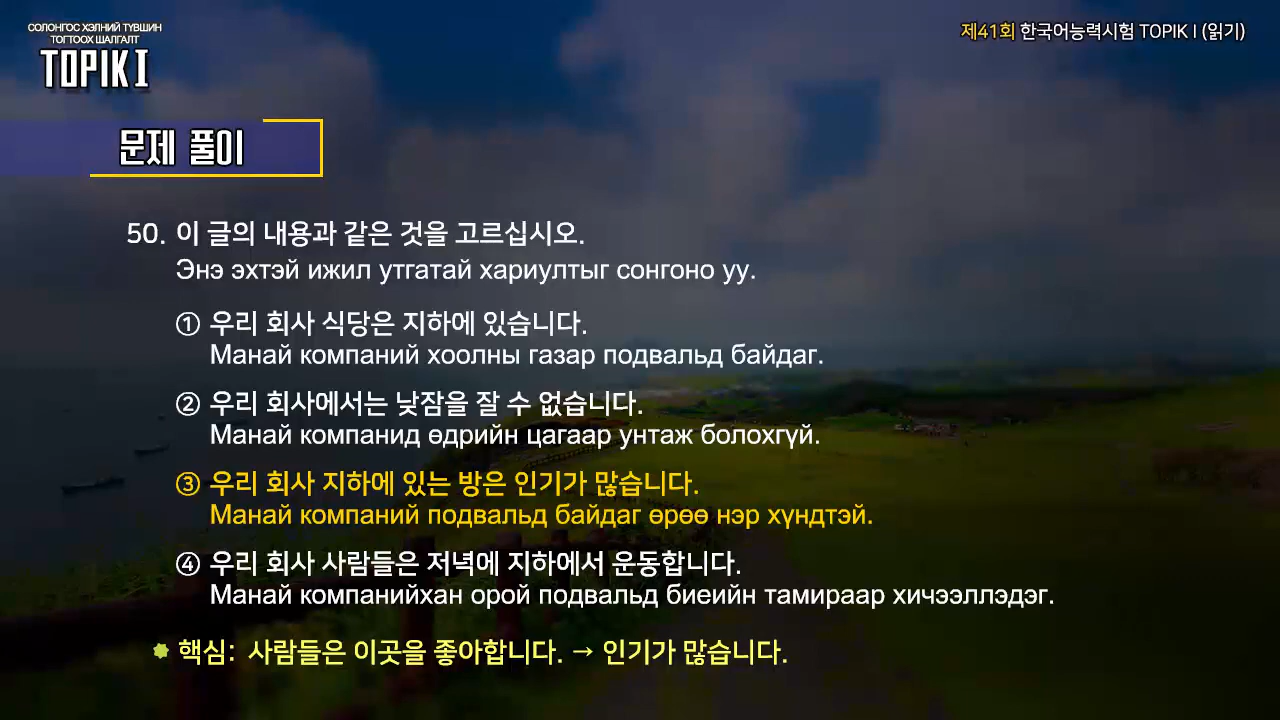 СОЛОНГОС ХЭЛНИЙ ТҮВШИН
ТОГТООХ ШАЛГАЛТ
TOPIK I
제41회 한국어능력시험 TOPIK I (읽기)
문제 풀이
50. 이 글의 내용과 같은 것을 고르십시오.
Энэ эхтэй ижил утгатай хариултыг сонгоно уу.
① 우리 회사 식당은 지하에 있습니다.
Манай компаний хоолны газар подвальд байдаг.
② 우리 회사에서는 낮잠을 잘 수 없습니다.
Манай компанид өдрийн цагаар унтаж болохгүй.
③ 우리 회사 지하에 있는 방은 인기가 많습니다.
Манай компаний подвальд байдаг өрөө нэр хүндтэй.
④ 우리 회사 사람들은 저녁에 지하에서 운동합니다.
Манай компанийхан орой подвальд биеийн тамираар хичээллэдэг.
핵심: 사람들은 이곳을 좋아합니다. → 인기가 많습니다.